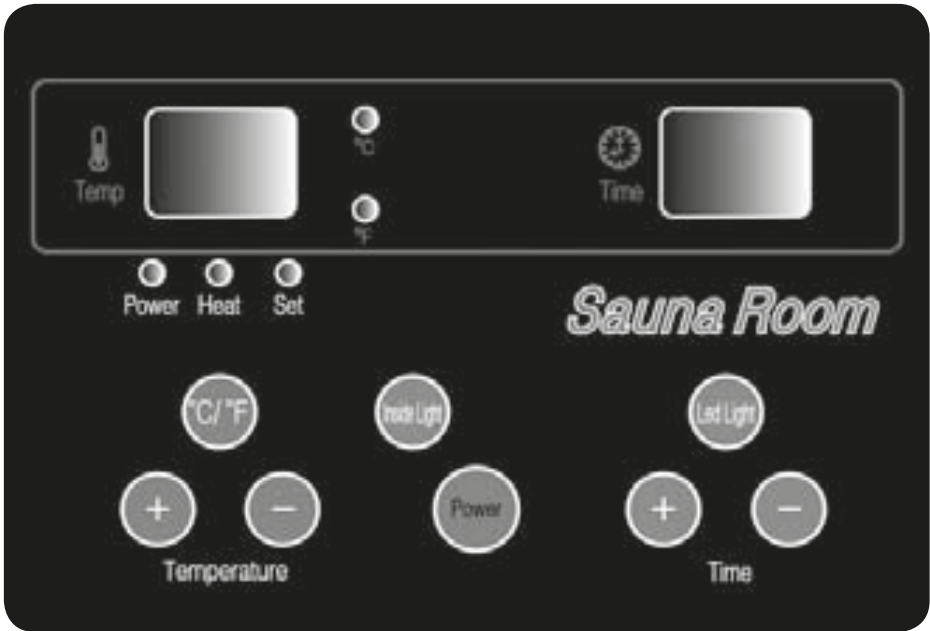 °C
Temp
Time
°F
Power Heat Set
Sauna Room
°C/°F
Inside Light
Led Light
+ −
Power
+ −
Temperature
Time